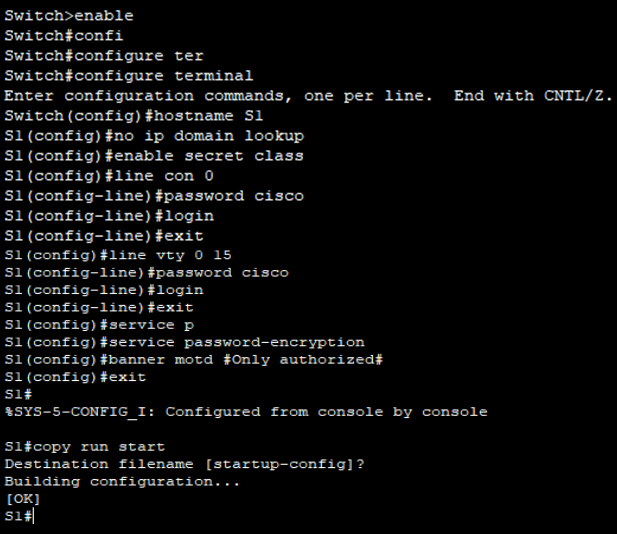 Switch>enable
Switch#confi
Switch#configure ter
Switch#configure terminal
Enter configuration commands, one per line.  End with CNTL/Z.
Switch(config)#hostname S1
S1(config)#no ip domain lookup
S1(config)#enable secret class
S1(config)#line con 0
S1(config-line)#password cisco
S1(config-line)#login
S1(config-line)#exit
S1(config)#line vty 0 15
S1(config-line)#password cisco
S1(config-line)#login
S1(config-line)#exit
S1(config)#service p
S1(config)#service password-encryption
S1(config)#banner motd #Only authorized#
S1(config)#exit
S1#
%SYS-5-CONFIG_I: Configured from console by console
S1#copy run start
Destination filename [startup-config]?
Building configuration...
[OK]
S1#